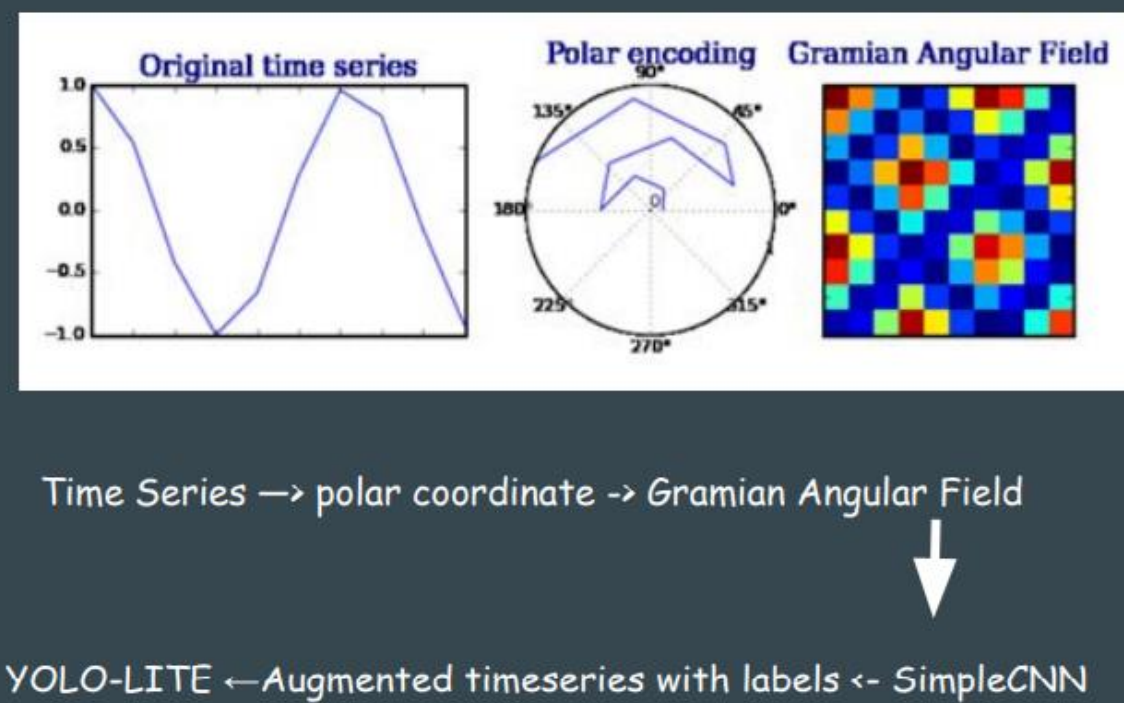 Original time series
Polar encoding
Gramian Angular Field
1.0
0.5
0.0
−0.5
−1.0
90°
135°
45°
180°
0
0°
225°
315°
270°
Time Series —> polar coordinate -> Gramian Angular Field
YOLO-LITE ←Augmented timeseries with labels <- SimpleCNN